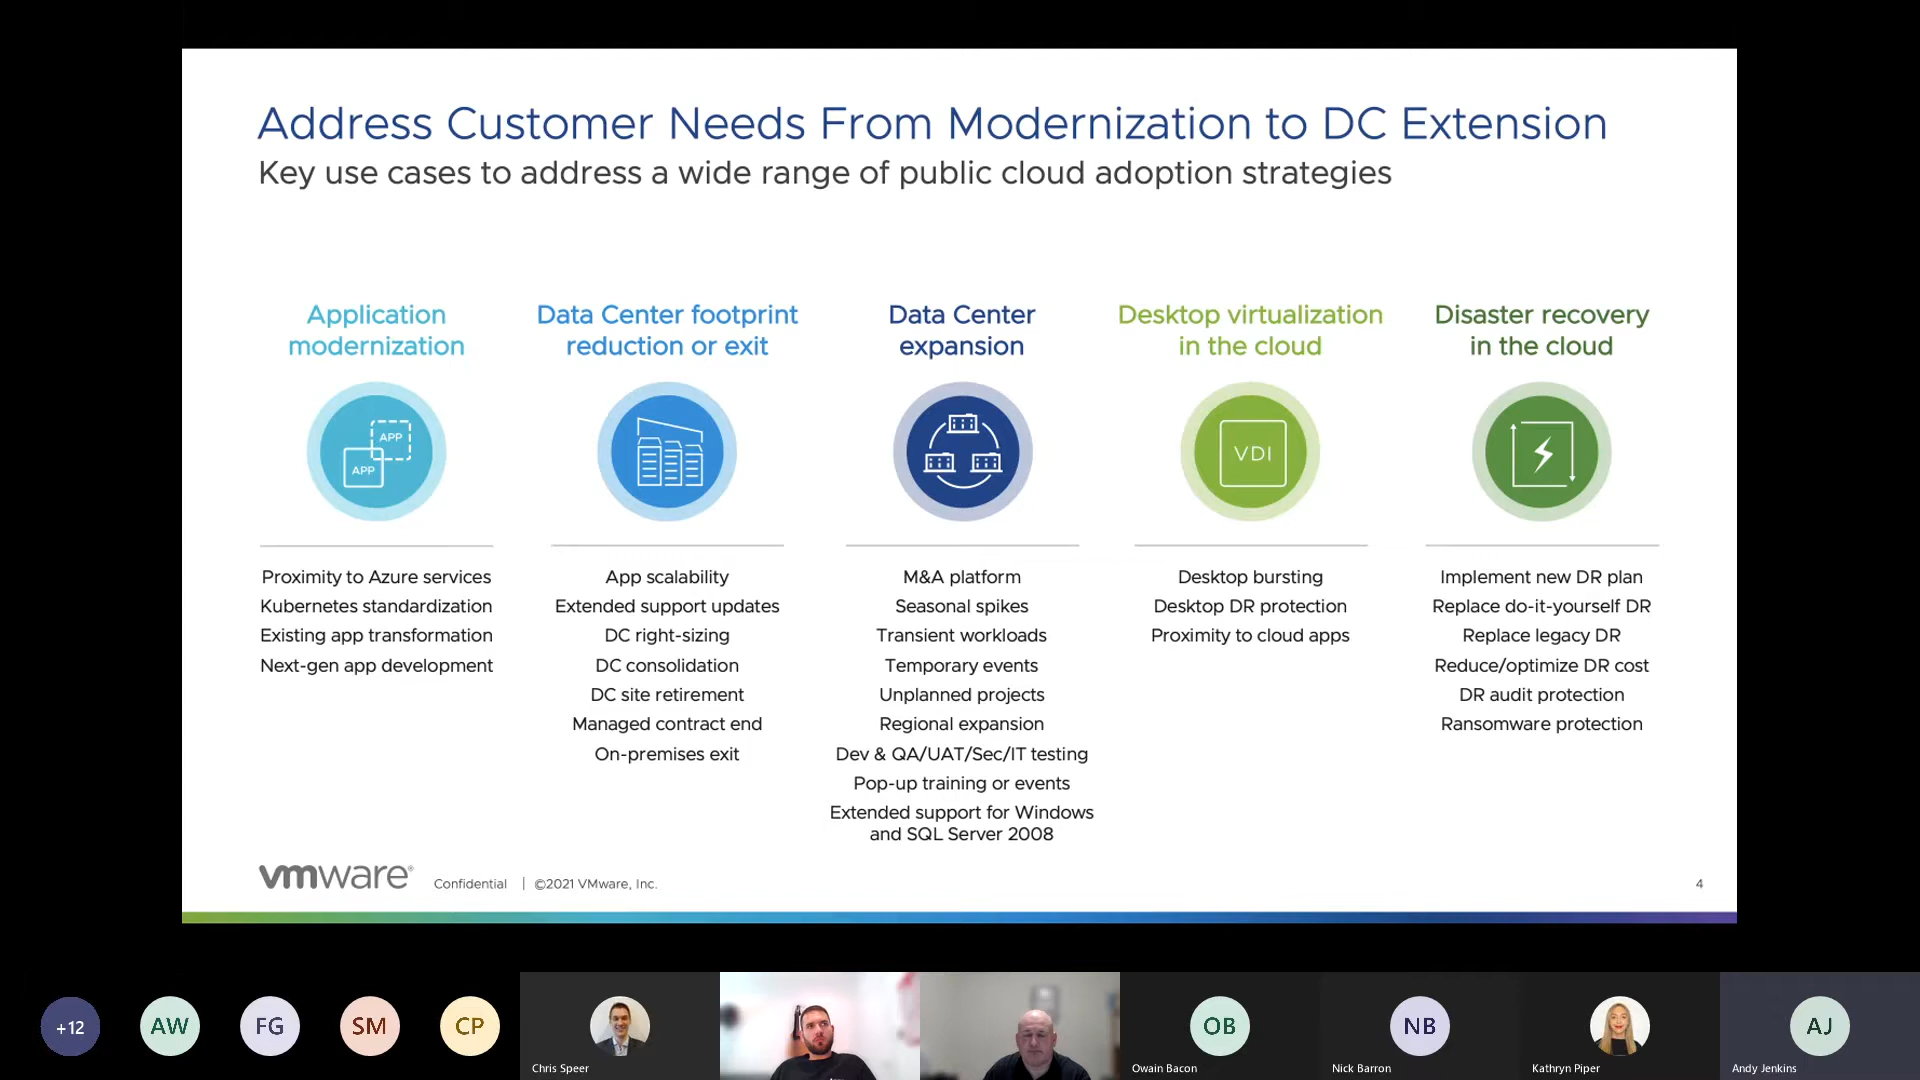 Address Customer Needs From Modernization to DC Extension
Key use cases to address a wide range of public cloud adoption strategies
Application
modernization
APP
APP
Proximity to Azure services
Kubernetes standardization
Existing app transformation
Next-gen app development
Data Center footprint
reduction or exit
App scalability
Extended support updates
DC right-sizing
DC consolidation
DC site retirement
Managed contract end
On-premises exit
Data Center
expansion
M&A platform
Seasonal spikes
Transient workloads
Temporary events
Unplanned projects
Regional expansion
Dev & QA/UAT/Sec/IT testing
Pop-up training or events
Extended support for Windows
and SQL Server 2008
Desktop virtualization
in the cloud
VDI
Desktop bursting
Desktop DR protection
Proximity to cloud apps
Disaster recovery
in the cloud
Implement new DR plan
Replace do-it-yourself DR
Replace legacy DR
Reduce/optimize DR cost
DR audit protection
Ransomware protection
vmware® Confidential | ©2021 VMware, Inc.
4
+12
AW
FG
SM
CP
Chris Speer
OB
Owain Bacon
NB
Nick Barron
Kathryn Piper
AJ
Andy Jenkins